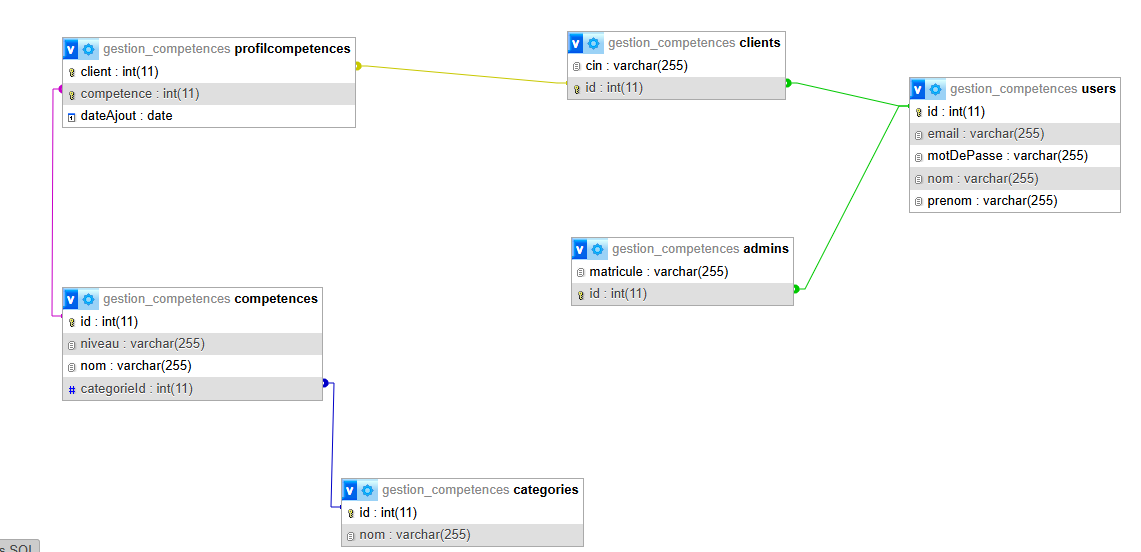 gestion_competences profilcompetences
client : int(11)
competence : int(11)
dateAjout : date
gestion_competences clients
cin : varchar(255)
id : int(11)
gestion_competences users
id : int(11)
email : varchar(255)
motDePasse : varchar(255)
nom : varchar(255)
prenom : varchar(255)
gestion_competences admins
matricule : varchar(255)
id : int(11)
gestion_competences competences
id : int(11)
niveau : varchar(255)
nom : varchar(255)
# categorieId : int(11)
gestion_competences categories
id : int(11)
nom : varchar(255)
s SQL